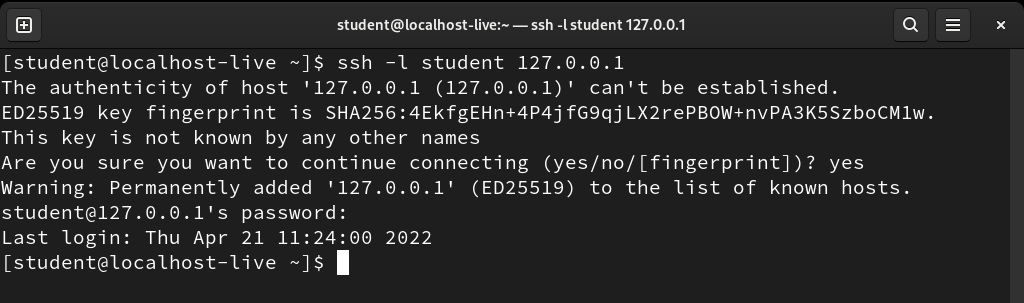 student@localhost-live:~ — ssh -l student 127.0.0.1
[student@localhost-live ~]$ ssh -l student 127.0.0.1
The authenticity of host '127.0.0.1 (127.0.0.1)' can't be established.
ED25519 key fingerprint is SHA256:4EkfgEHn+4P4jfG9qjLX2rePBOW+nvPA3K5SzboCM1w.
This key is not known by any other names
Are you sure you want to continue connecting (yes/no/[fingerprint])? yes
Warning: Permanently added '127.0.0.1' (ED25519) to the list of known hosts.
student@127.0.0.1's password:
Last login: Thu Apr 21 11:24:00 2022
[student@localhost-live ~]$